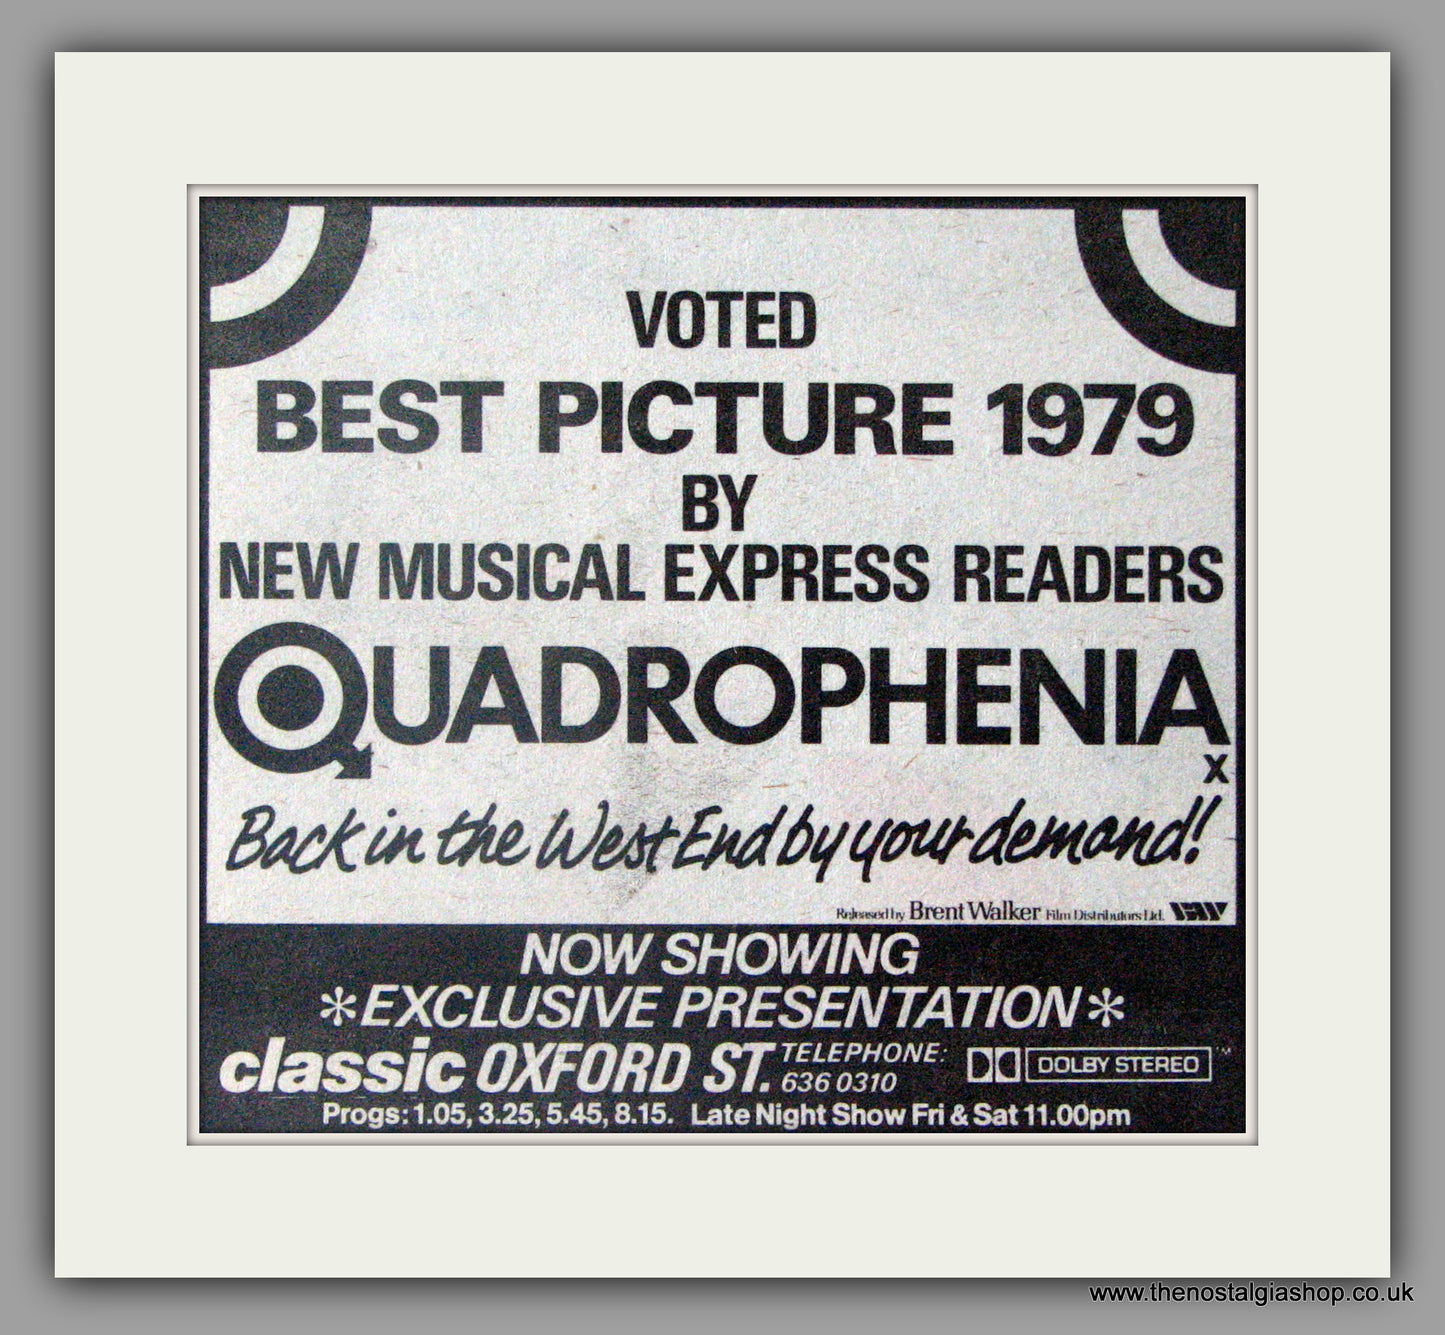 VOTED
BEST PICTURE 1979
BY
NEW MUSICAL EXPRESS READERS
QUADROPHENIA
X
Back in the West End by your demand!
Released by Brent Walker Film Distributors Ltd.
NOW SHOWING
*EXCLUSIVE PRESENTATION*
classic OXFORD ST. TELEPHONE: 636 0310 DOLBY STEREO ™
Progs: 1.05, 3.25, 5.45, 8.15. Late Night Show Fri & Sat 11.00pm
www.thenostalgiashop.co.uk